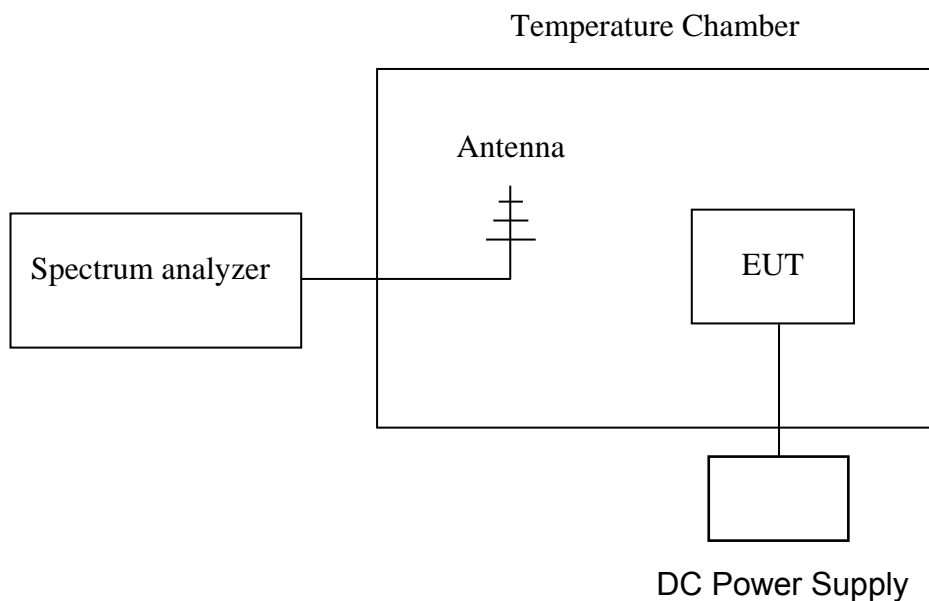 Temperature Chamber
Antenna
Spectrum analyzer
EUT
DC Power Supply